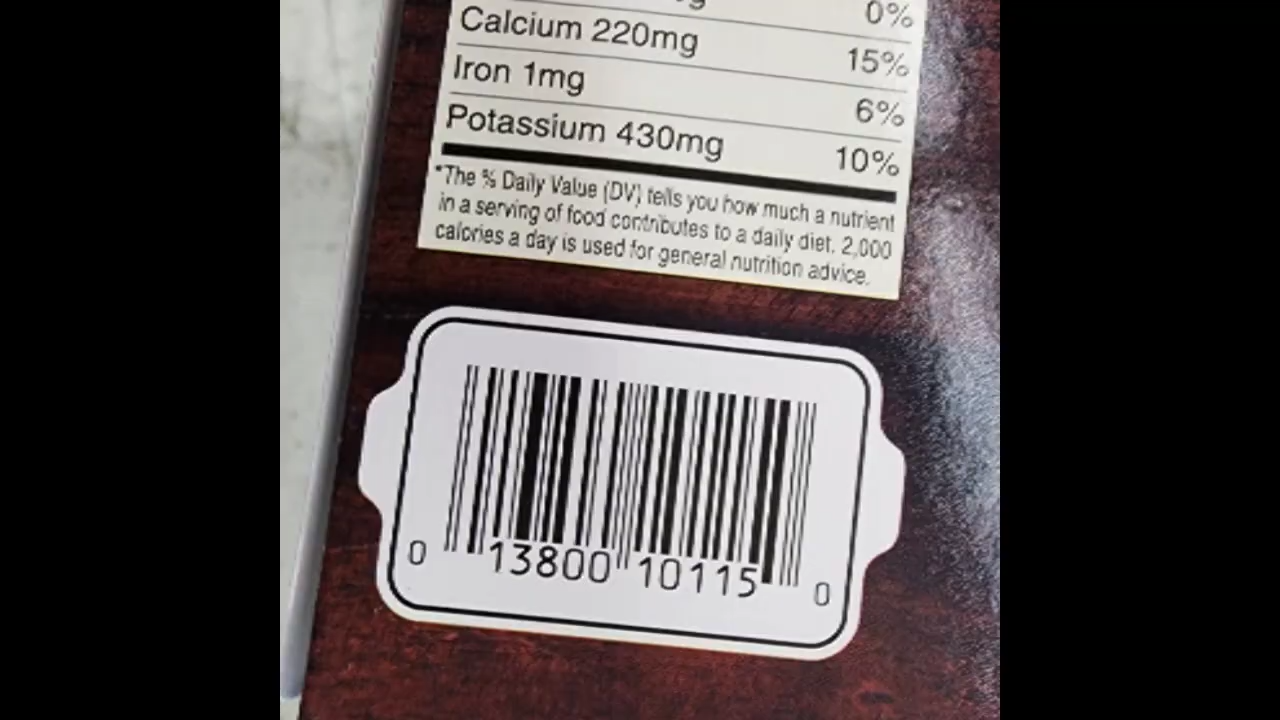 0%
Calcium 220mg 15%
Iron 1mg 6%
Potassium 430mg 10%
*The % Daily Value (DV) tells you how much a nutrient
in a serving of food contributes to a daily diet. 2,000
calories a day is used for general nutrition advice.
0 13800 10115 0